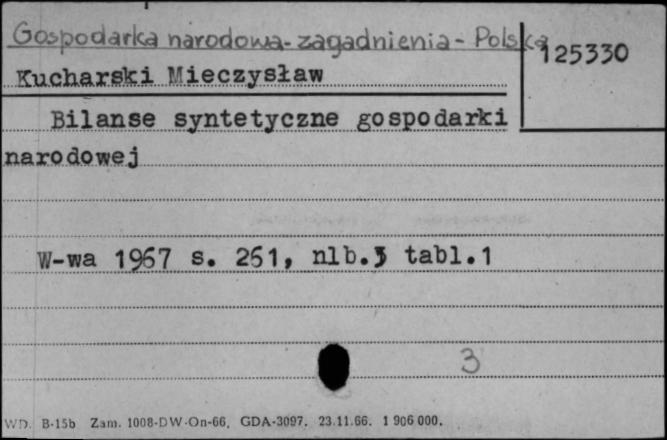 Gospodarka narodowa - zagadnienia - Polska
125330
Kucharski Mieczysław
Bilanse syntetyczne gospodarki
narodowej
W-wa 1967 s. 261, nlb.3 tabl.1
3
WD. B-15b Zam. 1008-DW-On-66. GDA-3097. 23.11.66. 1 906 000.